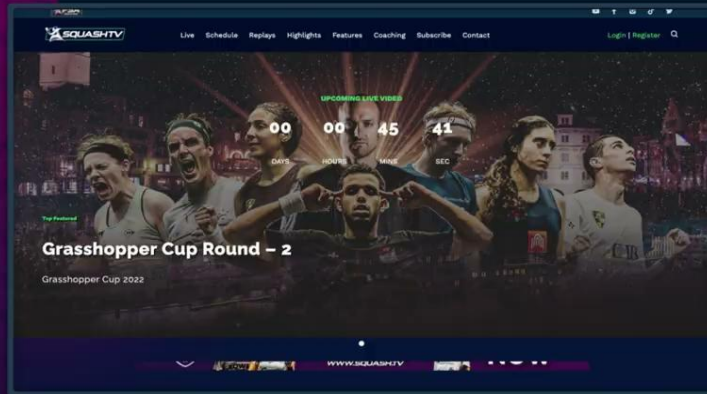 SQUASHTV
Live Schedule Replays Highlights Features Coaching Subscribe Contact
Login | Register
UPCOMING LIVE VIDEO
00 00 45 41
DAYS HOURS MINS SEC
Top Featured
Grasshopper Cup Round – 2
Grasshopper Cup 2022
WWW.SQUASH.TV